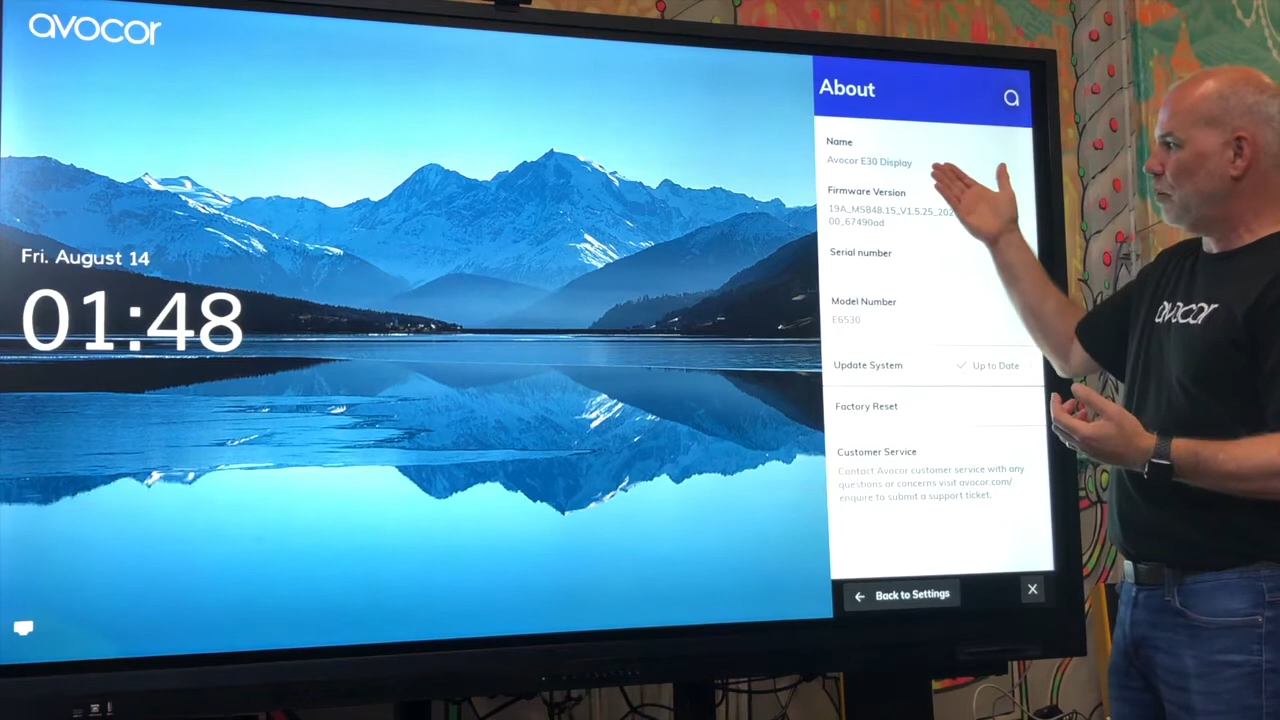 avocor
Fri. August 14
01:48
About
Name
Avocor E30 Display
Firmware Version
19A_MSB48.15_V1.5.25_202
00_67490ad
Serial number
Model Number
E6530
Update System
Up to Date
Factory Reset
Customer Service
Contact Avocor customer service with any
questions or concerns visit avocor.com/
enquire to submit a support ticket.
Back to Settings
X
avocor